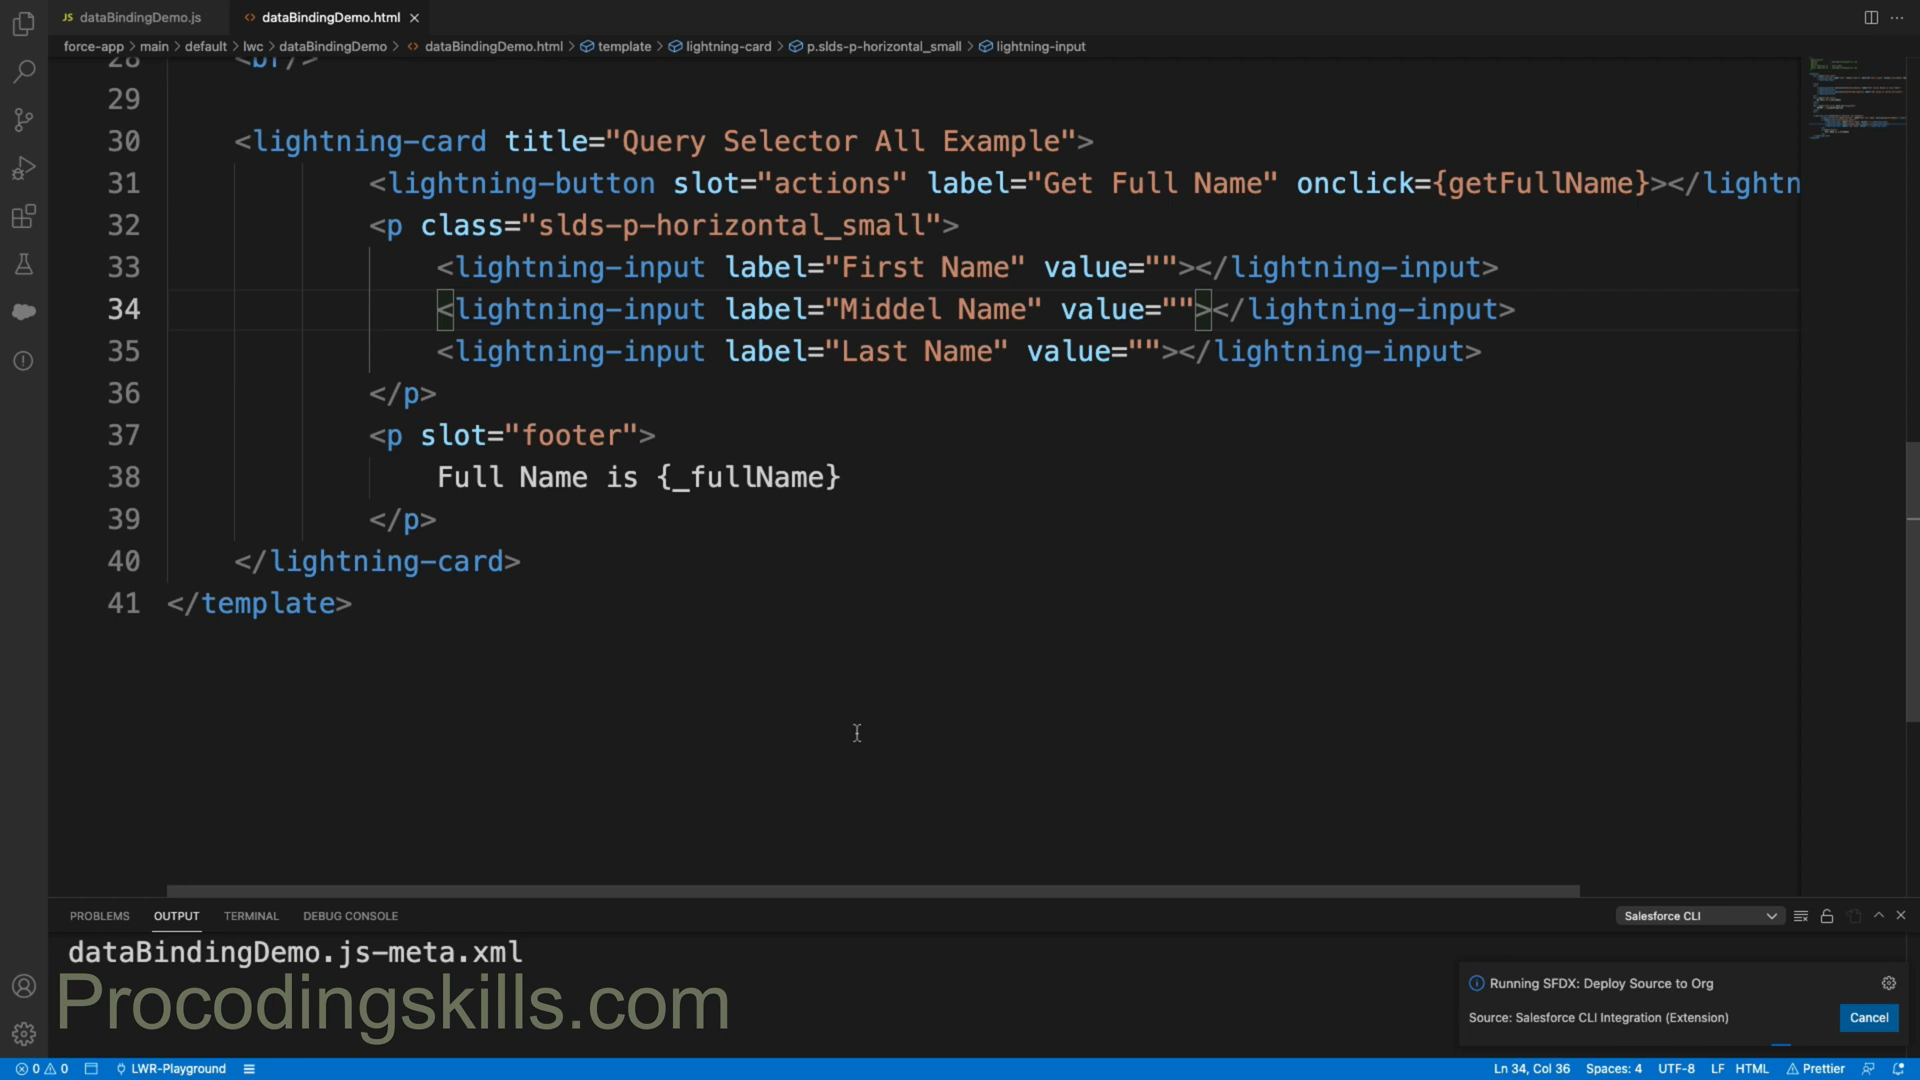 JS dataBindingDemo.js <> dataBindingDemo.html ×
force-app > main > default > lwc > dataBindingDemo > <> dataBindingDemo.html > template > lightning-card > p.slds-p-horizontal_small > lightning-input
28 <br/>
29
30 <lightning-card title="Query Selector All Example">
31 <lightning-button slot="actions" label="Get Full Name" onclick={getFullName}></lightn
32 <p class="slds-p-horizontal_small">
33 <lightning-input label="First Name" value=""></lightning-input>
34 <lightning-input label="Middel Name" value=""></lightning-input>
35 <lightning-input label="Last Name" value=""></lightning-input>
36 </p>
37 <p slot="footer">
38 Full Name is {_fullName}
39 </p>
40 </lightning-card>
41 </template>
PROBLEMS OUTPUT TERMINAL DEBUG CONSOLE Salesforce CLI
dataBindingDemo.js-meta.xml
Procodingskills.com
Running SFDX: Deploy Source to Org
Source: Salesforce CLI Integration (Extension) Cancel
0 0 LWR-Playground Ln 34, Col 36 Spaces: 4 UTF-8 LF HTML Prettier